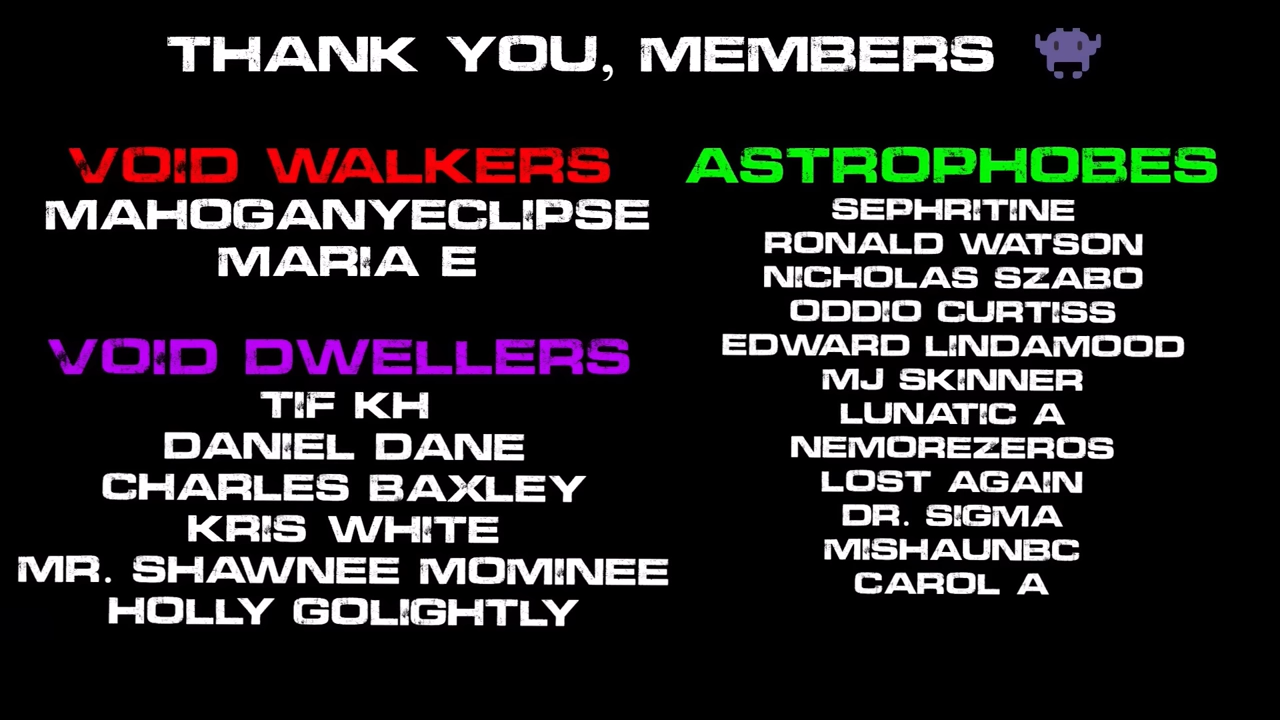 THANK YOU, MEMBERS
VOID WALKERS
MAHOGANYECLIPSE
MARIA E
VOID DWELLERS
TIF KH
DANIEL DANE
CHARLES BAXLEY
KRIS WHITE
MR. SHAWNEE MOMINEE
HOLLY GOLIGHTLY
ASTROPHOBES
SEPHRITINE
RONALD WATSON
NICHOLAS SZABO
ODDIO CURTISS
EDWARD LINDAMOOD
MJ SKINNER
LUNATIC A
NEMOREZEROS
LOST AGAIN
DR. SIGMA
MISHAUNBC
CAROL A